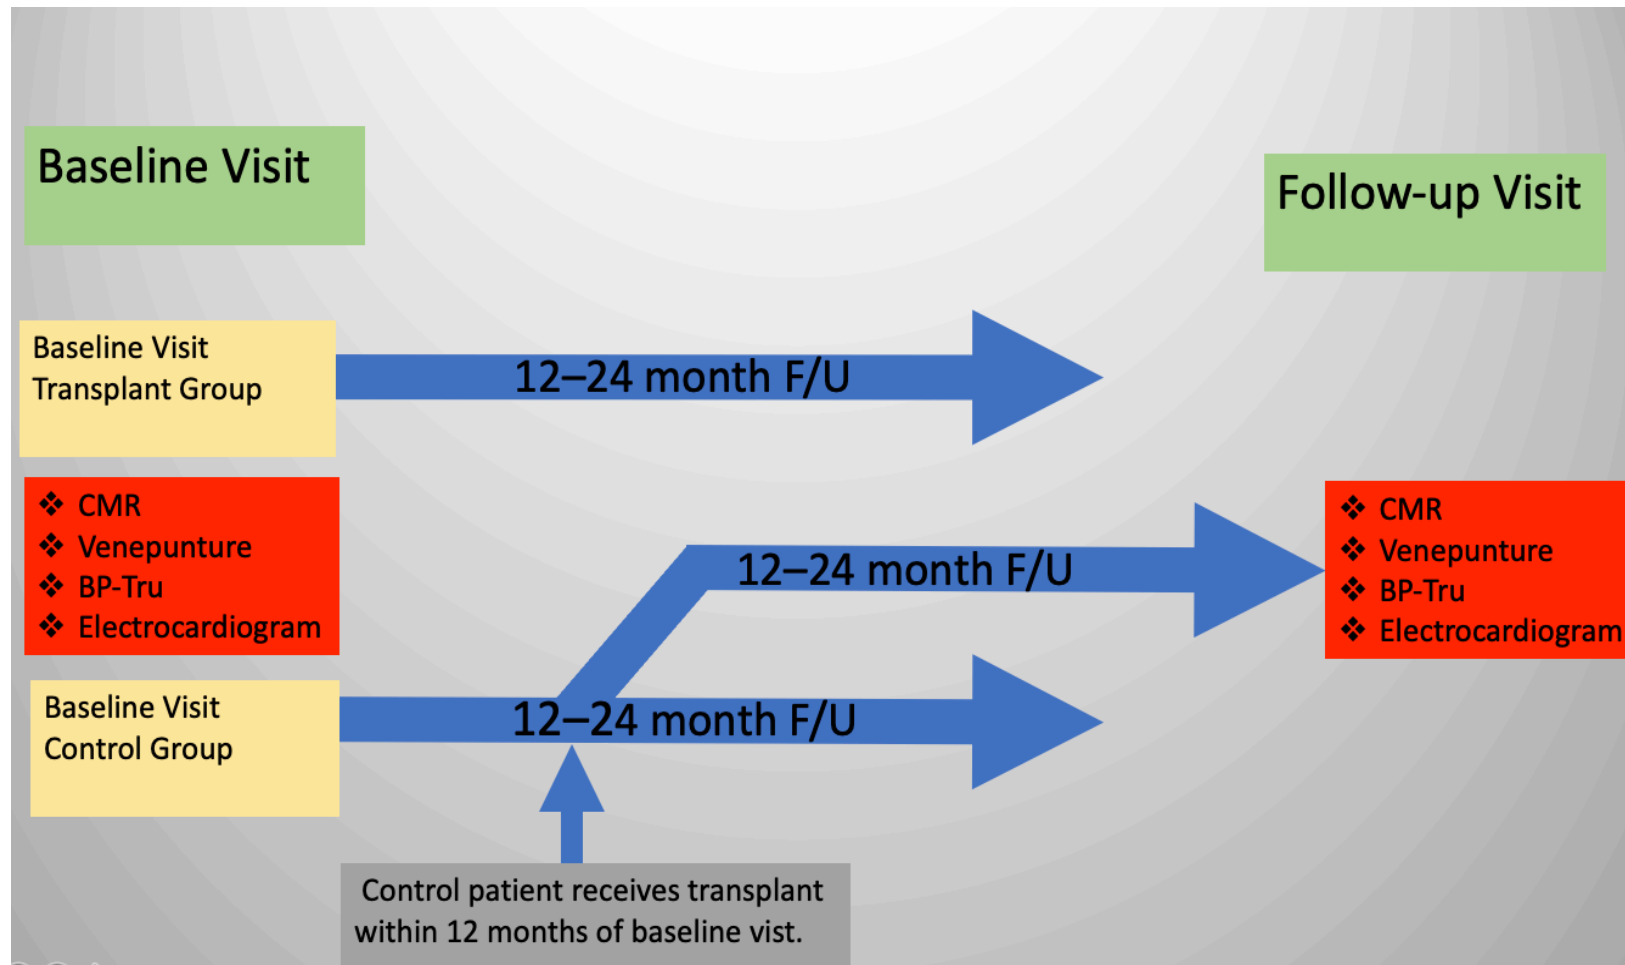 Baseline Visit
Follow-up Visit
Baseline Visit
Transplant Group
12–24 month F/U
❖ CMR
❖ Venepunture
❖ BP-Tru
❖ Electrocardiogram
12–24 month F/U
❖ CMR
❖ Venepunture
❖ BP-Tru
❖ Electrocardiogram
Baseline Visit
Control Group
12–24 month F/U
Control patient receives transplant
within 12 months of baseline vist.